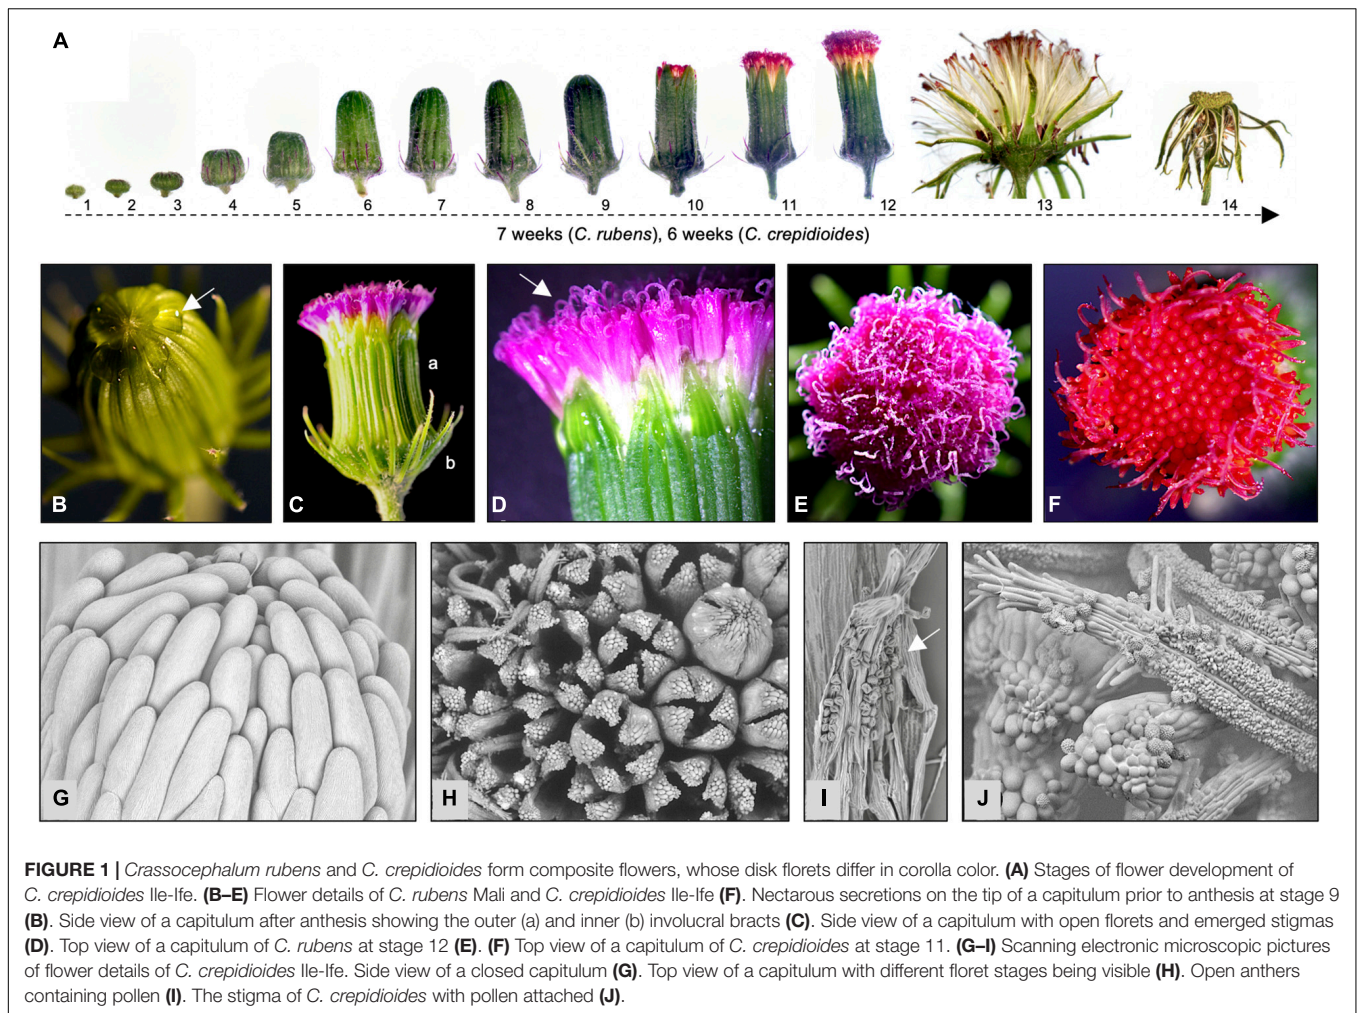 A
1 2 3 4 5 6 7 8 9 10 11 12 13 14
7 weeks (C. rubens), 6 weeks (C. crepidioides)
a
b
B C D E F
G H I J
FIGURE 1 | Crassocephalum rubens and C. crepidioides form composite flowers, whose disk florets differ in corolla color. (A) Stages of flower development of
C. crepidioides Ile-Ife. (B–E) Flower details of C. rubens Mali and C. crepidioides Ile-Ife (F). Nectarous secretions on the tip of a capitulum prior to anthesis at stage 9
(B). Side view of a capitulum after anthesis showing the outer (a) and inner (b) involucral bracts (C). Side view of a capitulum with open florets and emerged stigmas
(D). Top view of a capitulum of C. rubens at stage 12 (E). (F) Top view of a capitulum of C. crepidioides at stage 11. (G–I) Scanning electronic microscopic pictures
of flower details of C. crepidioides Ile-Ife. Side view of a closed capitulum (G). Top view of a capitulum with different floret stages being visible (H). Open anthers
containing pollen (I). The stigma of C. crepidioides with pollen attached (J).